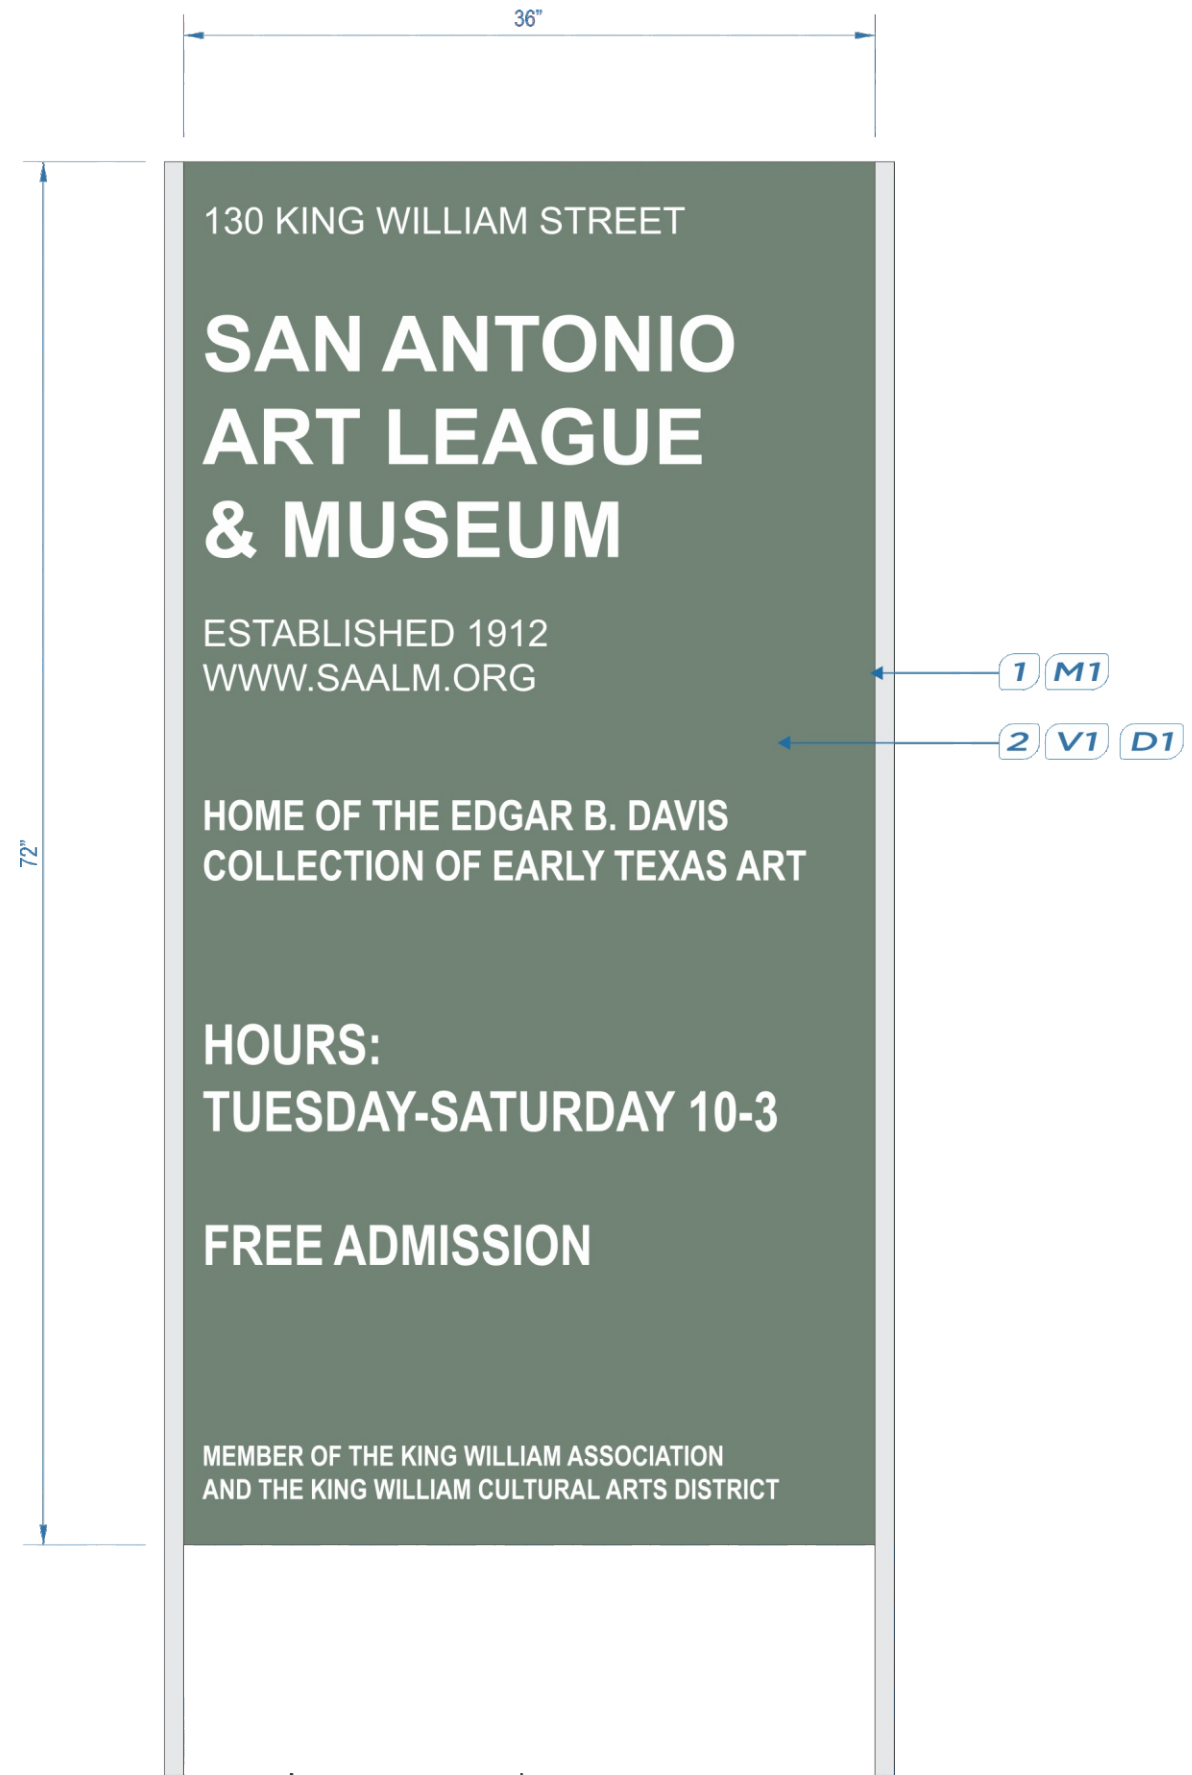 36”
130 KING WILLIAM STREET
SAN ANTONIO
ART LEAGUE
& MUSEUM
ESTABLISHED 1912
WWW.SAALM.ORG
1 M1
2 V1 D1
72”
HOME OF THE EDGAR B. DAVIS
COLLECTION OF EARLY TEXAS ART
HOURS:
TUESDAY-SATURDAY 10-3
FREE ADMISSION
MEMBER OF THE KING WILLIAM ASSOCIATION
AND THE KING WILLIAM CULTURAL ARTS DISTRICT